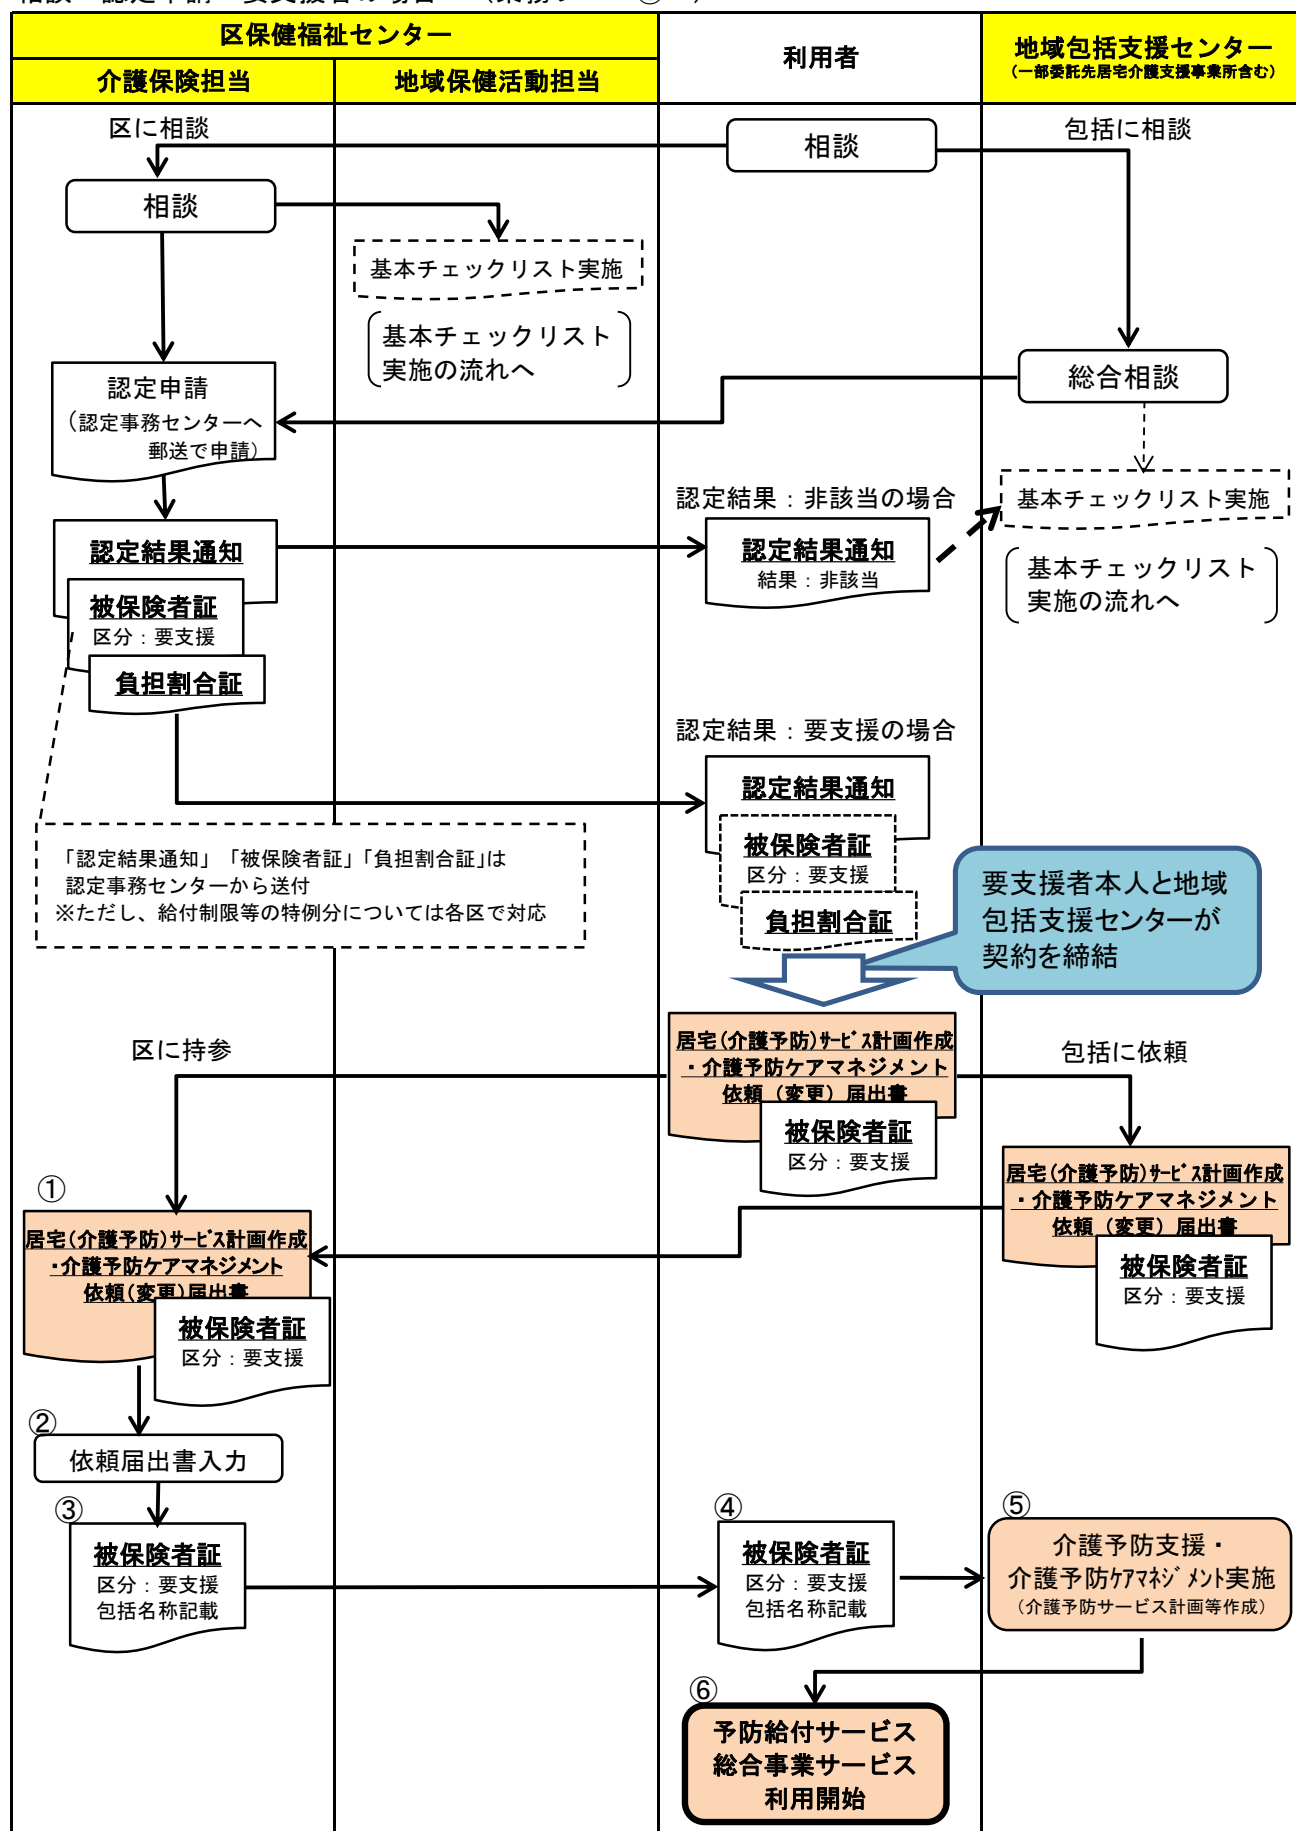 区保健福祉センター
介護保険担当
地域保健活動担当
利用者
地域包括支援センター
(一部委託先居宅介護支援事業所含む)
区に相談
相談
包括に相談
相談
基本チェックリスト実施
基本チェックリスト
実施の流れへ
認定申請
(認定事務センターへ
郵送で申請)
総合相談
認定結果:非該当の場合
基本チェックリスト実施
認定結果通知
認定結果通知
結果:非該当
基本チェックリスト
実施の流れへ
被保険者証
区分:要支援
負担割合証
認定結果:要支援の場合
認定結果通知
被保険者証
区分:要支援
負担割合証
「認定結果通知」「被保険者証」「負担割合証」は
認定事務センターから送付
※ただし、給付制限等の特例分については各区で対応
要支援者本人と地域
包括支援センターが
契約を締結
区に持参
居宅(介護予防)サービス計画作成
・介護予防ケアマネジメント
依頼(変更)届出書
被保険者証
区分:要支援
包括に依頼
居宅(介護予防)サービス計画作成
・介護予防ケアマネジメント
依頼(変更)届出書
被保険者証
区分:要支援
①
居宅(介護予防)サービス計画作成
・介護予防ケアマネジメント
依頼(変更)届出書
被保険者証
区分:要支援
②
依頼届出書入力
③
被保険者証
区分:要支援
包括名称記載
④
被保険者証
区分:要支援
包括名称記載
⑤
介護予防支援・
介護予防ケアマネジメント実施
(介護予防サービス計画等作成)
⑥
予防給付サービス
総合事業サービス
利用開始